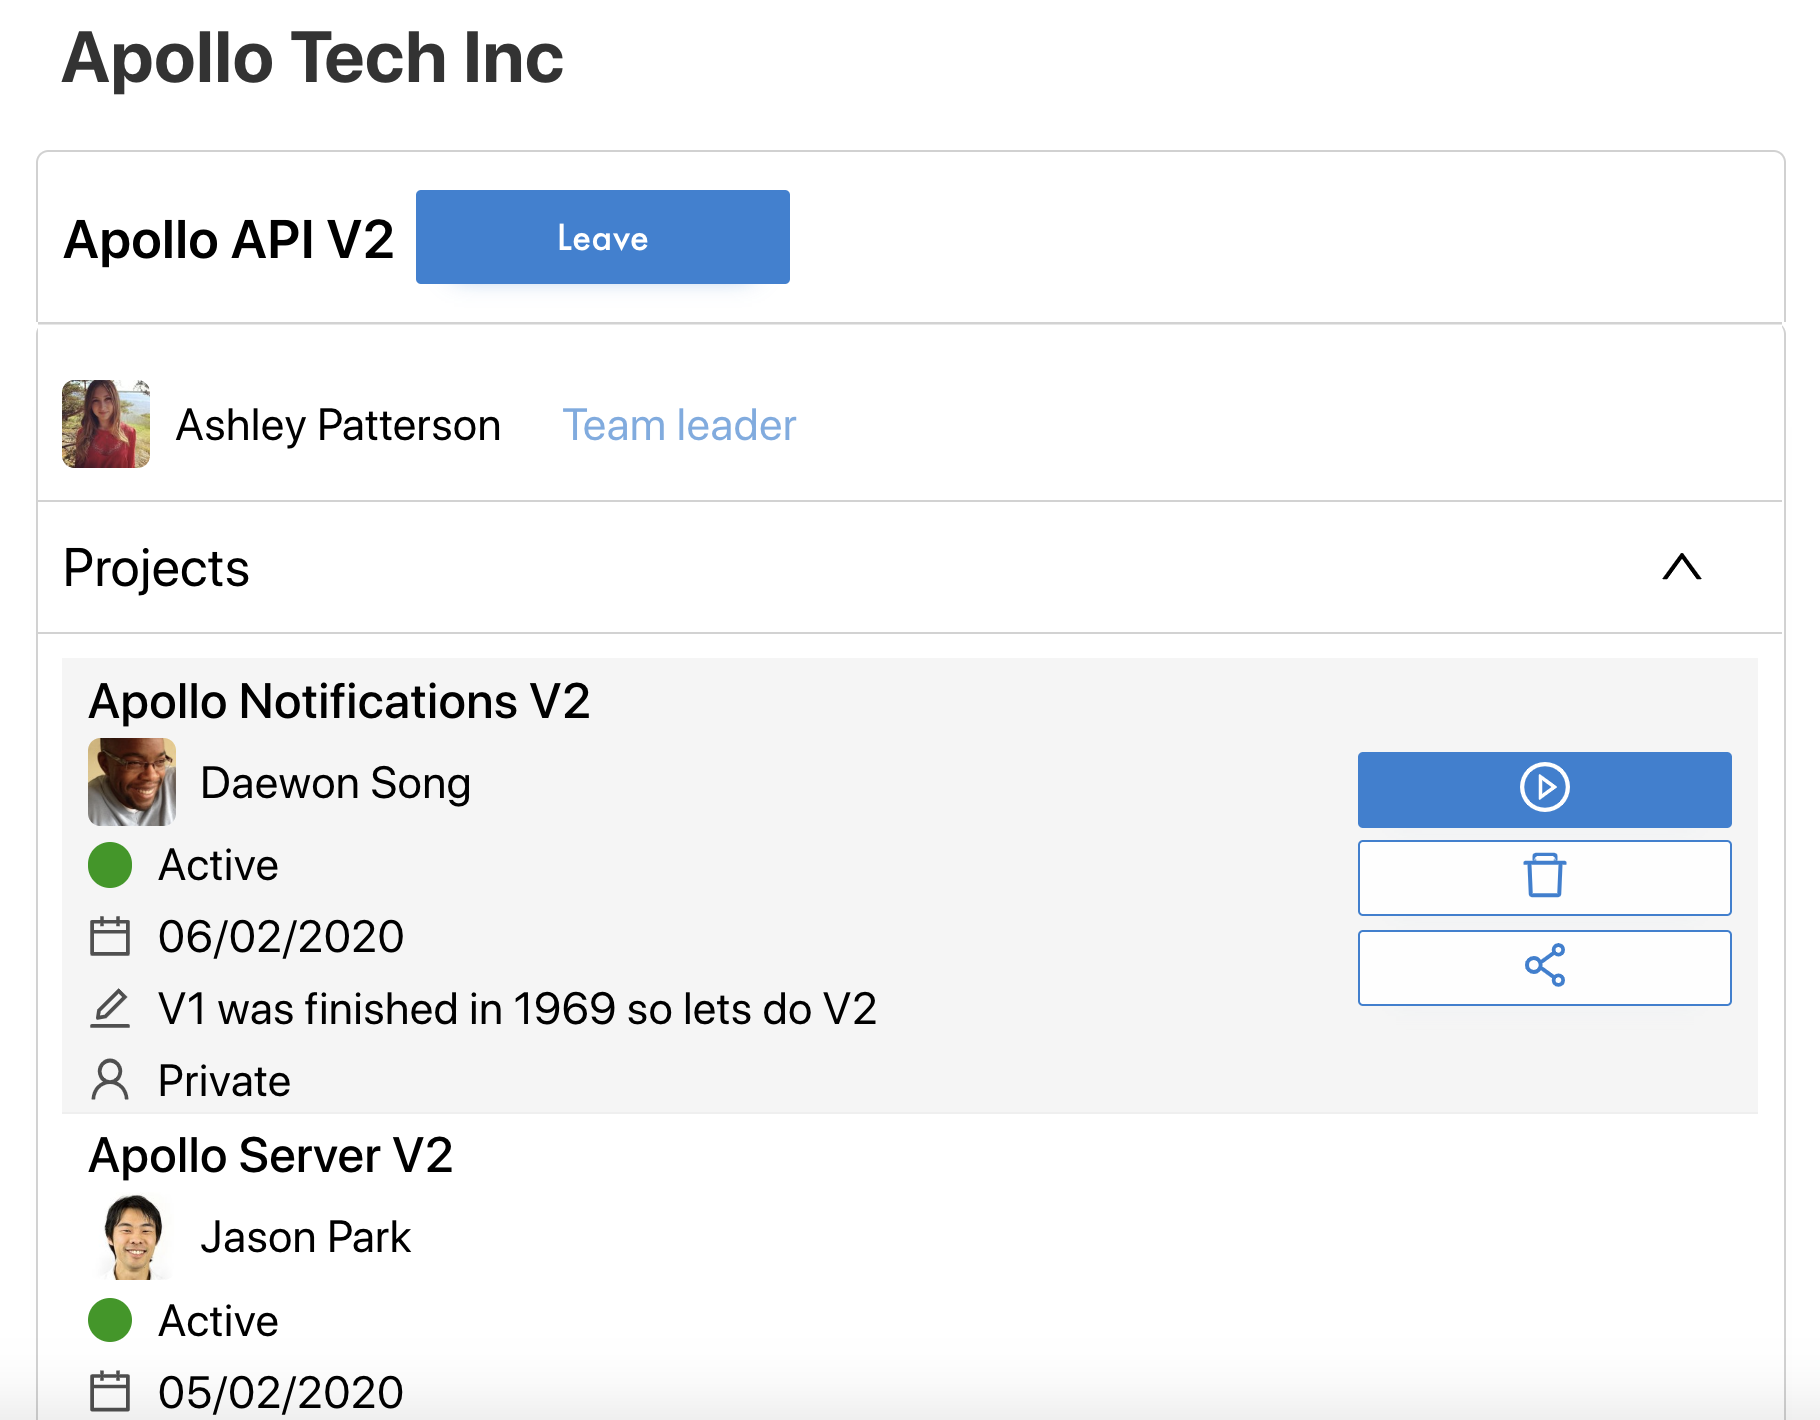 Apollo Tech Inc
Apollo API V2
Leave
Ashley Patterson
Team leader
Projects
Apollo Notifications V2
Daewon Song
Active
06/02/2020
V1 was finished in 1969 so lets do V2
Private
Apollo Server V2
Jason Park
Active
05/02/2020